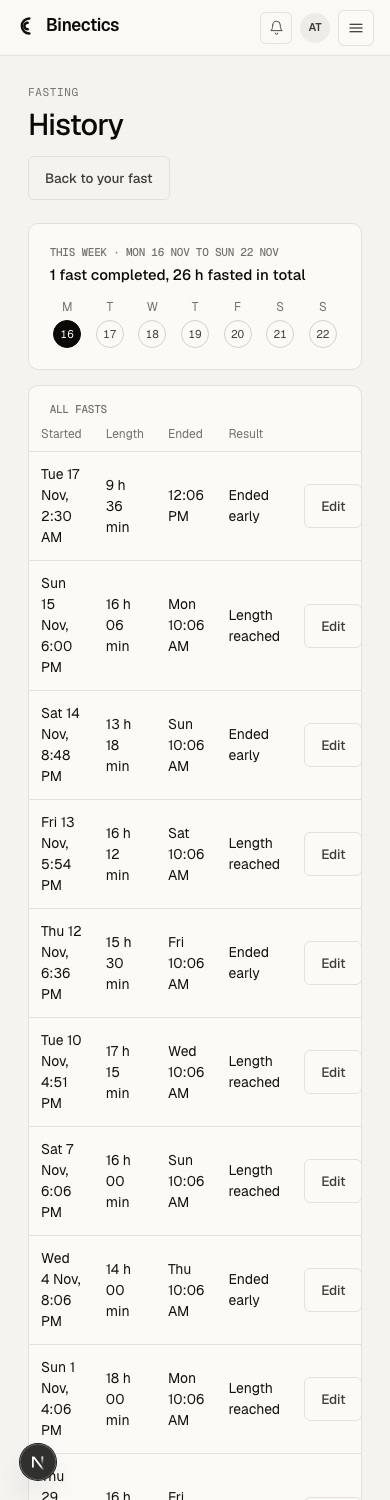 Binectics
AT
FASTING
History
Back to your fast
THIS WEEK · MON 16 NOV TO SUN 22 NOV
1 fast completed, 26 h fasted in total
M T W T F S S
16 17 18 19 20 21 22
ALL FASTS
Started Length Ended Result
Tue 17 Nov, 2:30 AM 9 h 36 min 12:06 PM Ended early Edit
Sun 15 Nov, 6:00 PM 16 h 06 min Mon 10:06 AM Length reached Edit
Sat 14 Nov, 8:48 PM 13 h 18 min Sun 10:06 AM Ended early Edit
Fri 13 Nov, 5:54 PM 16 h 12 min Sat 10:06 AM Length reached Edit
Thu 12 Nov, 6:36 PM 15 h 30 min Fri 10:06 AM Ended early Edit
Tue 10 Nov, 4:51 PM 17 h 15 min Wed 10:06 AM Length reached Edit
Sat 7 Nov, 6:06 PM 16 h 00 min Sun 10:06 AM Length reached Edit
Wed 4 Nov, 8:06 PM 14 h 00 min Thu 10:06 AM Ended early Edit
Sun 1 Nov, 4:06 PM 18 h 00 min Mon 10:06 AM Length reached Edit
29 16 h Fri
N